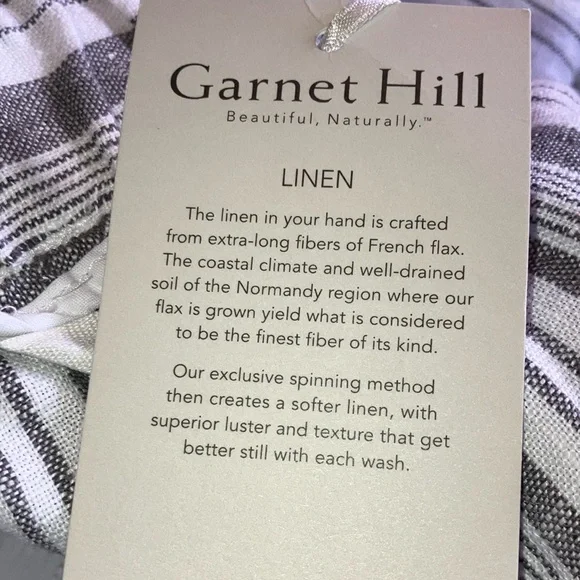 Garnet Hill
Beautiful, Naturally.™
LINEN
The linen in your hand is crafted
from extra-long fibers of French flax.
The coastal climate and well-drained
soil of the Normandy region where our
flax is grown yield what is considered
to be the finest fiber of its kind.
Our exclusive spinning method
then creates a softer linen, with
superior luster and texture that get
better still with each wash.